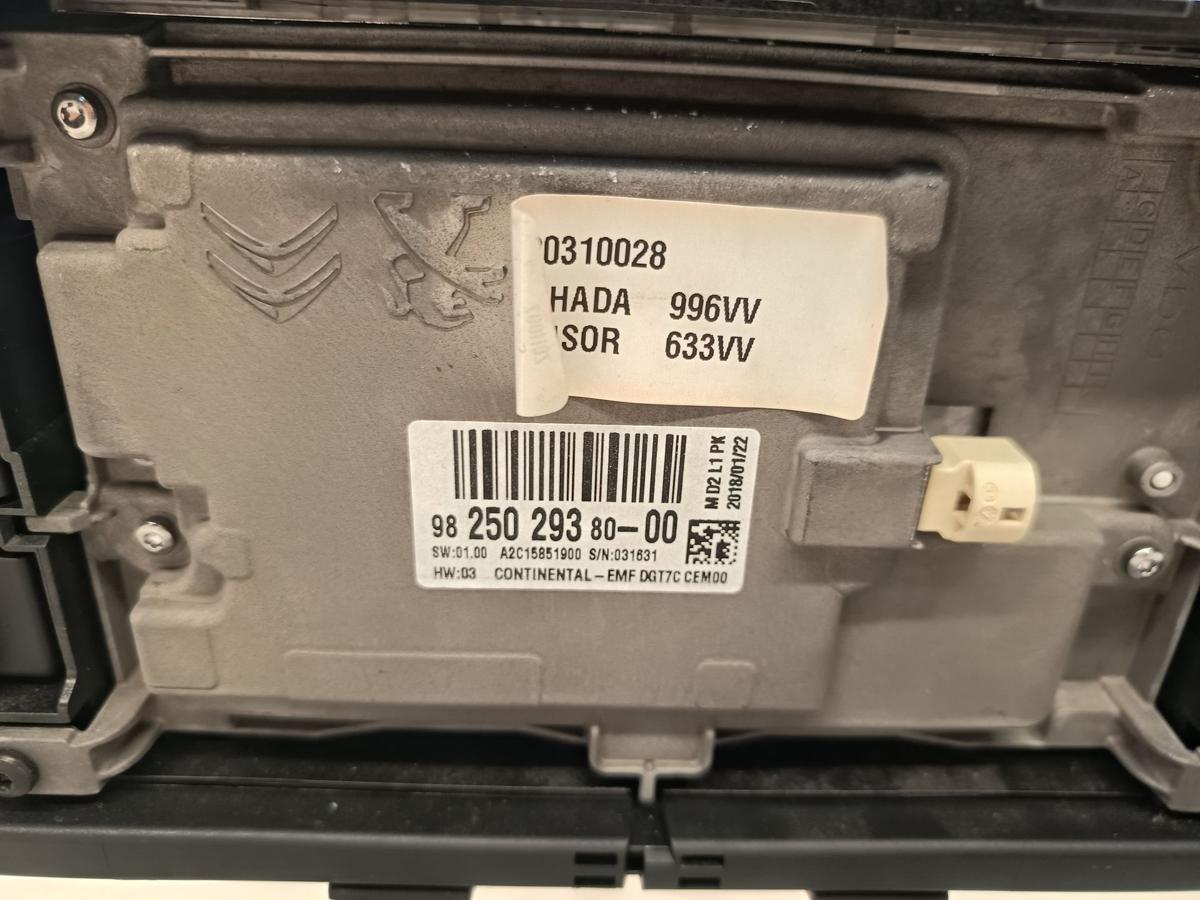 0310028
HADA 996VV
SOR 633VV
M D2 L1 PK
2018/01/22
98 250 293 80-00
SW:01.00 A2C15851900 S/N:031631
HW:03 CONTINENTAL-EMF DGT7C CEM00
VDO